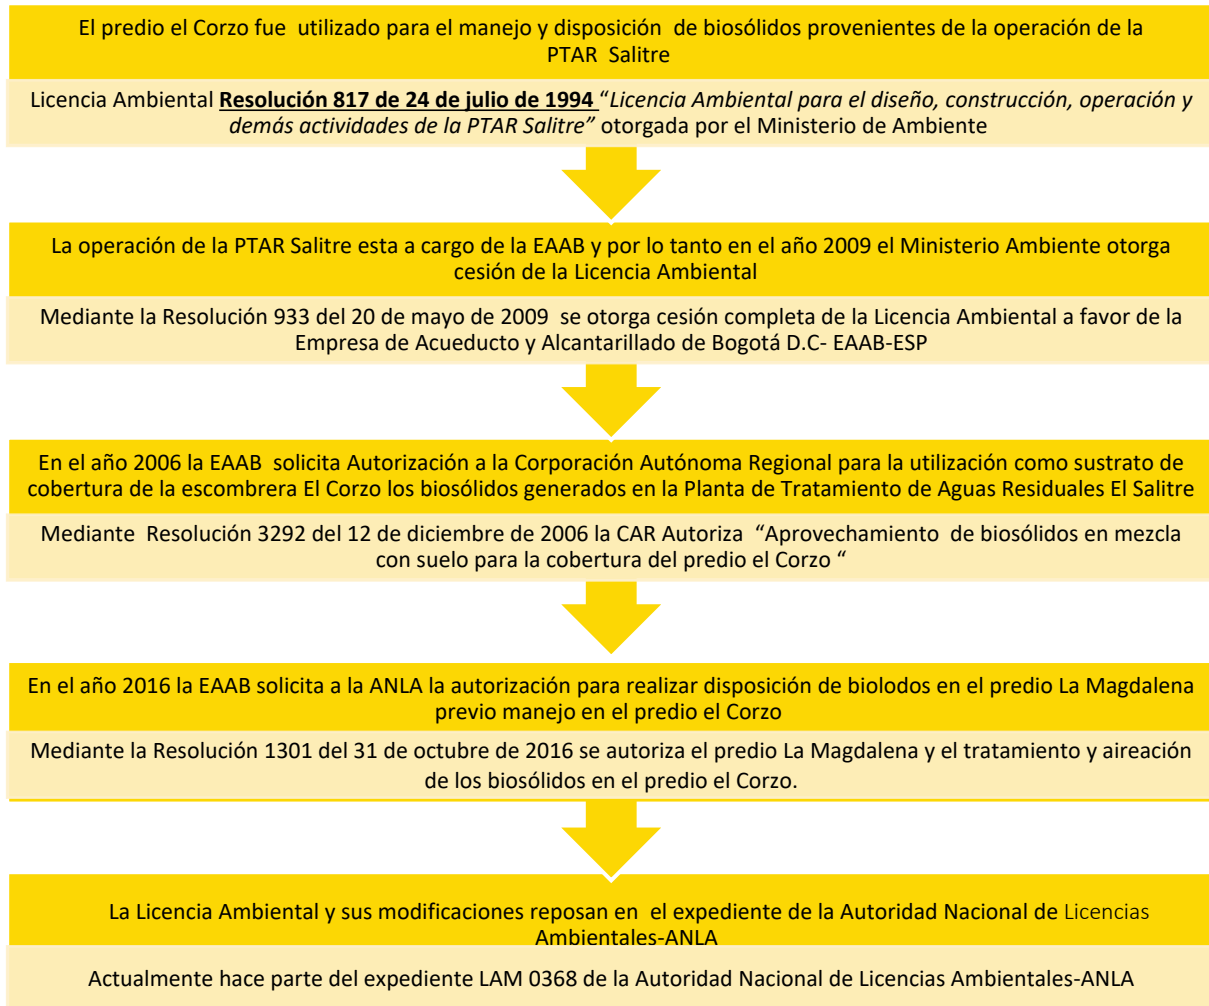 El predio el Corzo fue  utilizado para el manejo y disposición  de biosólidos provenientes de la operación de la
PTAR  Salitre
Licencia Ambiental Resolución 817 de 24 de julio de 1994 “Licencia Ambiental para el diseño, construcción, operación y
demás actividades de la PTAR Salitre” otorgada por el Ministerio de Ambiente
La operación de la PTAR Salitre esta a cargo de la EAAB y por lo tanto en el año 2009 el Ministerio Ambiente otorga
cesión de la Licencia Ambiental
Mediante la Resolución 933 del 20 de mayo de 2009  se otorga cesión completa de la Licencia Ambiental a favor de la
Empresa de Acueducto y Alcantarillado de Bogotá D.C- EAAB-ESP
En el año 2006 la EAAB  solicita Autorización a la Corporación Autónoma Regional para la utilización como sustrato de
cobertura de la escombrera El Corzo los biosólidos generados en la Planta de Tratamiento de Aguas Residuales El Salitre
Mediante  Resolución 3292 del 12 de diciembre de 2006 la CAR Autoriza  “Aprovechamiento  de biosólidos en mezcla
con suelo para la cobertura del predio el Corzo “
En el año 2016 la EAAB solicita a la ANLA la autorización para realizar disposición de biolodos en el predio La Magdalena
previo manejo en el predio el Corzo
Mediante la Resolución 1301 del 31 de octubre de 2016 se autoriza el predio La Magdalena y el tratamiento y aireación
de los biosólidos en el predio el Corzo.
La Licencia Ambiental y sus modificaciones reposan en  el expediente de la Autoridad Nacional de Licencias
Ambientales-ANLA
Actualmente hace parte del expediente LAM 0368 de la Autoridad Nacional de Licencias Ambientales-ANLA